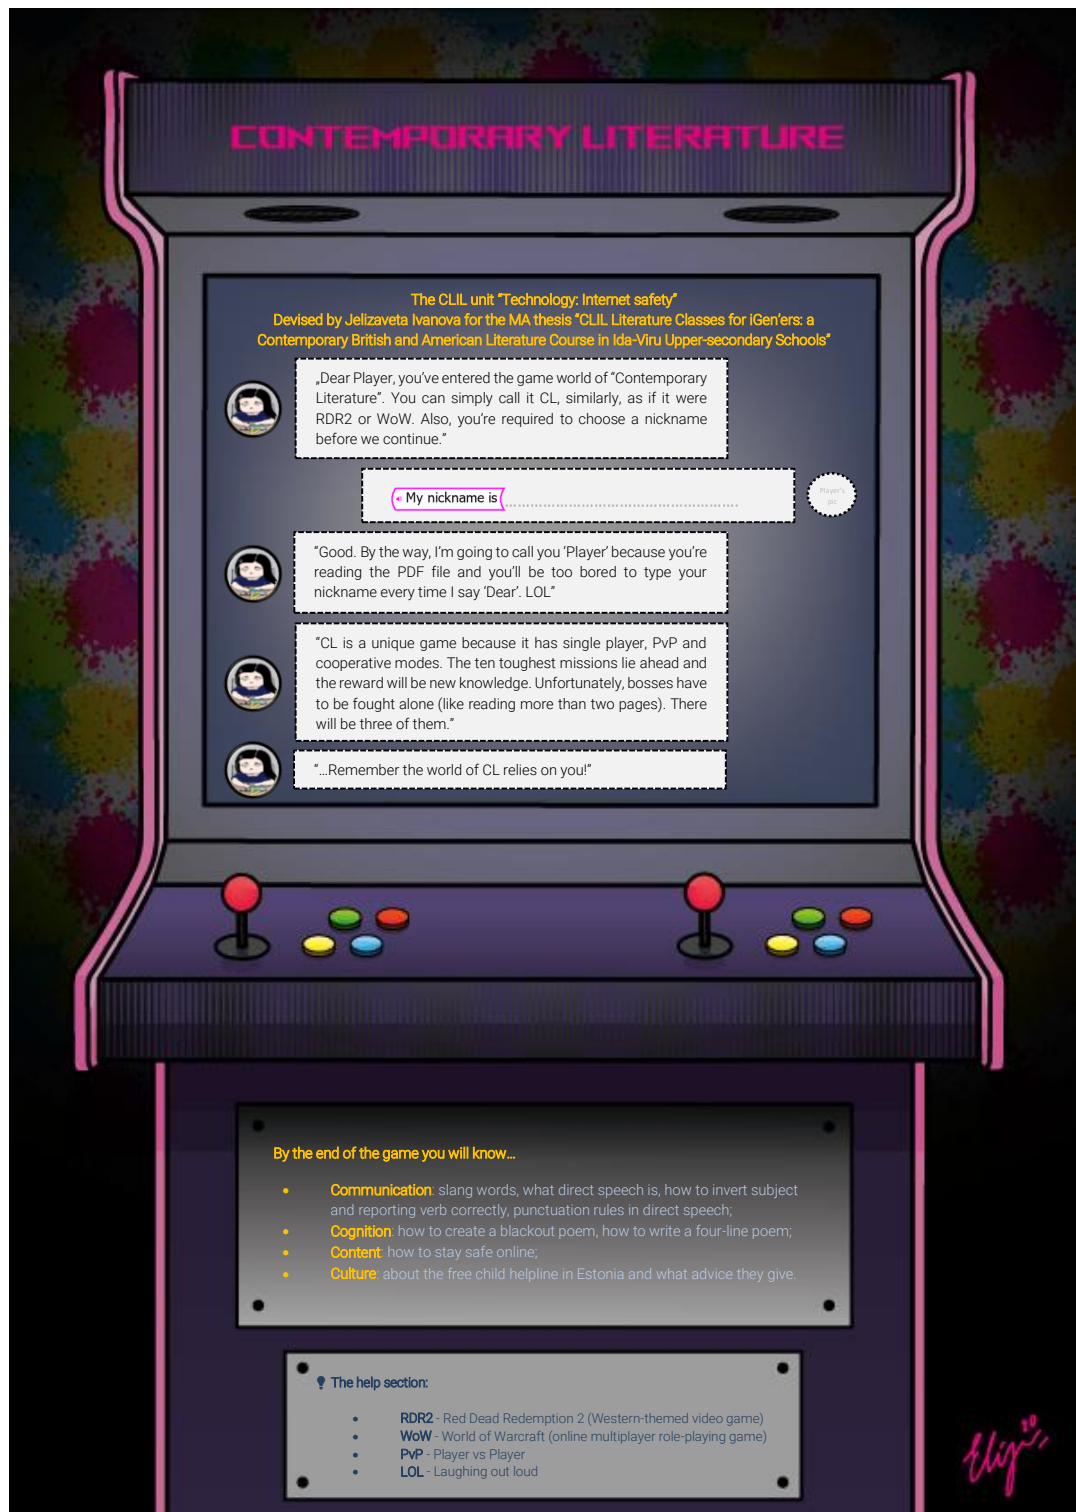 CONTEMPORARY LITERATURE
The CLIL unit “Technology: Internet safety”
Devised by Jelizaveta Ivanova for the MA thesis “CLIL Literature Classes for iGen’ers: a
Contemporary British and American Literature Course in Ida-Viru Upper-secondary Schools”
„Dear Player, you’ve entered the game world of “Contemporary
Literature”. You can simply call it CL, similarly, as if it were
RDR2 or WoW. Also, you’re required to choose a nickname
before we continue.”
My nickname is ........................................................
Player’s
pic
“Good. By the way, I’m going to call you ‘Player’ because you’re
reading the PDF file and you’ll be too bored to type your
nickname every time I say ‘Dear’. LOL”
“CL is a unique game because it has single player, PvP and
cooperative modes. The ten toughest missions lie ahead and
the reward will be new knowledge. Unfortunately, bosses have
to be fought alone (like reading more than two pages). There
will be three of them.”
“...Remember the world of CL relies on you!”
By the end of the game you will know...
• Communication: slang words, what direct speech is, how to invert subject
and reporting verb correctly, punctuation rules in direct speech;
• Cognition: how to create a blackout poem, how to write a four-line poem;
• Content: how to stay safe online;
• Culture: about the free child helpline in Estonia and what advice they give.
The help section:
• RDR2 - Red Dead Redemption 2 (Western-themed video game)
• WoW - World of Warcraft (online multiplayer role-playing game)
• PvP - Player vs Player
• LOL - Laughing out loud